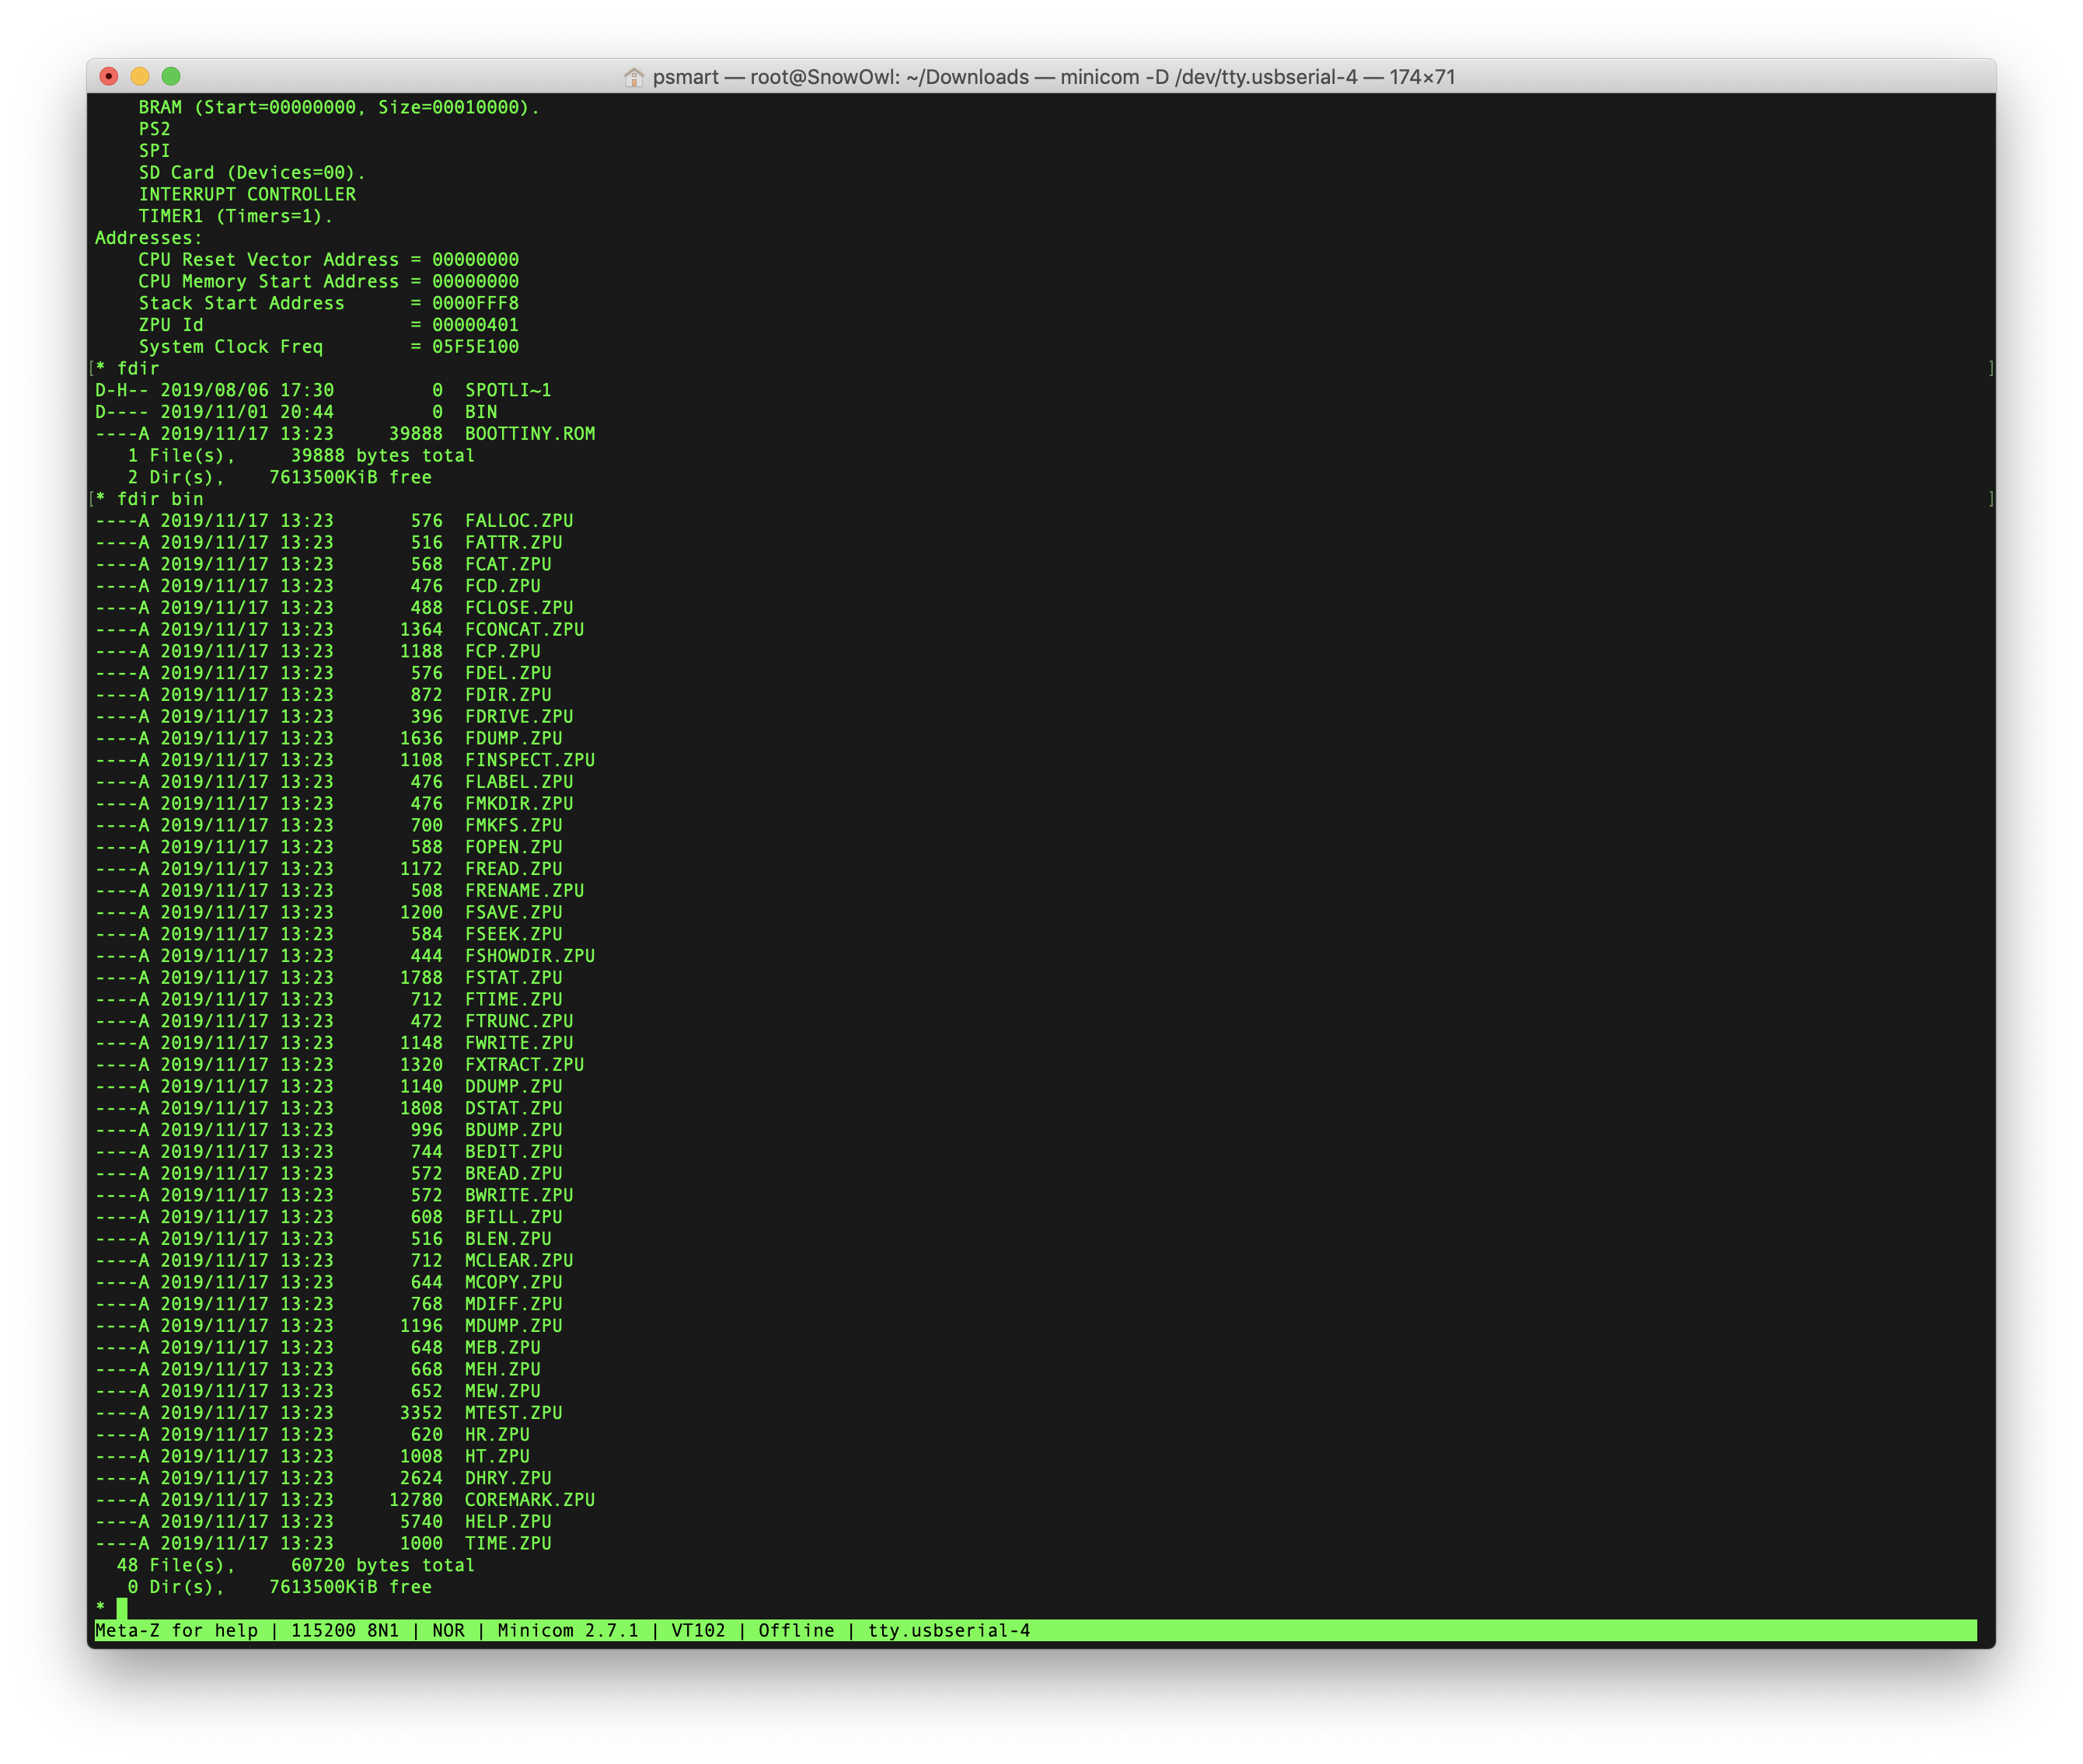 psmart — root@SnowOwl: ~/Downloads — minicom -D /dev/tty.usbserial-4 — 174×71
    BRAM (Start=00000000, Size=00010000).
    PS2
    SPI
    SD Card (Devices=00).
    INTERRUPT CONTROLLER
    TIMER1 (Timers=1).
Addresses:
    CPU Reset Vector Address = 00000000
    CPU Memory Start Address = 00000000
    Stack Start Address      = 0000FFF8
    ZPU Id                   = 00000401
    System Clock Freq        = 05F5E100
[* fdir ]
D-H-- 2019/08/06 17:30         0  SPOTLI~1
D---- 2019/11/01 20:44         0  BIN
----A 2019/11/17 13:23     39888  BOOTTINY.ROM
   1 File(s),     39888 bytes total
   2 Dir(s),    7613500KiB free
[* fdir bin ]
----A 2019/11/17 13:23       576  FALLOC.ZPU
----A 2019/11/17 13:23       516  FATTR.ZPU
----A 2019/11/17 13:23       568  FCAT.ZPU
----A 2019/11/17 13:23       476  FCD.ZPU
----A 2019/11/17 13:23       488  FCLOSE.ZPU
----A 2019/11/17 13:23      1364  FCONCAT.ZPU
----A 2019/11/17 13:23      1188  FCP.ZPU
----A 2019/11/17 13:23       576  FDEL.ZPU
----A 2019/11/17 13:23       872  FDIR.ZPU
----A 2019/11/17 13:23       396  FDRIVE.ZPU
----A 2019/11/17 13:23      1636  FDUMP.ZPU
----A 2019/11/17 13:23      1108  FINSPECT.ZPU
----A 2019/11/17 13:23       476  FLABEL.ZPU
----A 2019/11/17 13:23       476  FMKDIR.ZPU
----A 2019/11/17 13:23       700  FMKFS.ZPU
----A 2019/11/17 13:23       588  FOPEN.ZPU
----A 2019/11/17 13:23      1172  FREAD.ZPU
----A 2019/11/17 13:23       508  FRENAME.ZPU
----A 2019/11/17 13:23      1200  FSAVE.ZPU
----A 2019/11/17 13:23       584  FSEEK.ZPU
----A 2019/11/17 13:23       444  FSHOWDIR.ZPU
----A 2019/11/17 13:23      1788  FSTAT.ZPU
----A 2019/11/17 13:23       712  FTIME.ZPU
----A 2019/11/17 13:23       472  FTRUNC.ZPU
----A 2019/11/17 13:23      1148  FWRITE.ZPU
----A 2019/11/17 13:23      1320  FXTRACT.ZPU
----A 2019/11/17 13:23      1140  DDUMP.ZPU
----A 2019/11/17 13:23      1808  DSTAT.ZPU
----A 2019/11/17 13:23       996  BDUMP.ZPU
----A 2019/11/17 13:23       744  BEDIT.ZPU
----A 2019/11/17 13:23       572  BREAD.ZPU
----A 2019/11/17 13:23       572  BWRITE.ZPU
----A 2019/11/17 13:23       608  BFILL.ZPU
----A 2019/11/17 13:23       516  BLEN.ZPU
----A 2019/11/17 13:23       712  MCLEAR.ZPU
----A 2019/11/17 13:23       644  MCOPY.ZPU
----A 2019/11/17 13:23       768  MDIFF.ZPU
----A 2019/11/17 13:23      1196  MDUMP.ZPU
----A 2019/11/17 13:23       648  MEB.ZPU
----A 2019/11/17 13:23       668  MEH.ZPU
----A 2019/11/17 13:23       652  MEW.ZPU
----A 2019/11/17 13:23      3352  MTEST.ZPU
----A 2019/11/17 13:23       620  HR.ZPU
----A 2019/11/17 13:23      1008  HT.ZPU
----A 2019/11/17 13:23      2624  DHRY.ZPU
----A 2019/11/17 13:23     12780  COREMARK.ZPU
----A 2019/11/17 13:23      5740  HELP.ZPU
----A 2019/11/17 13:23      1000  TIME.ZPU
  48 File(s),     60720 bytes total
   0 Dir(s),    7613500KiB free
*
Meta-Z for help | 115200 8N1 | NOR | Minicom 2.7.1 | VT102 | Offline | tty.usbserial-4